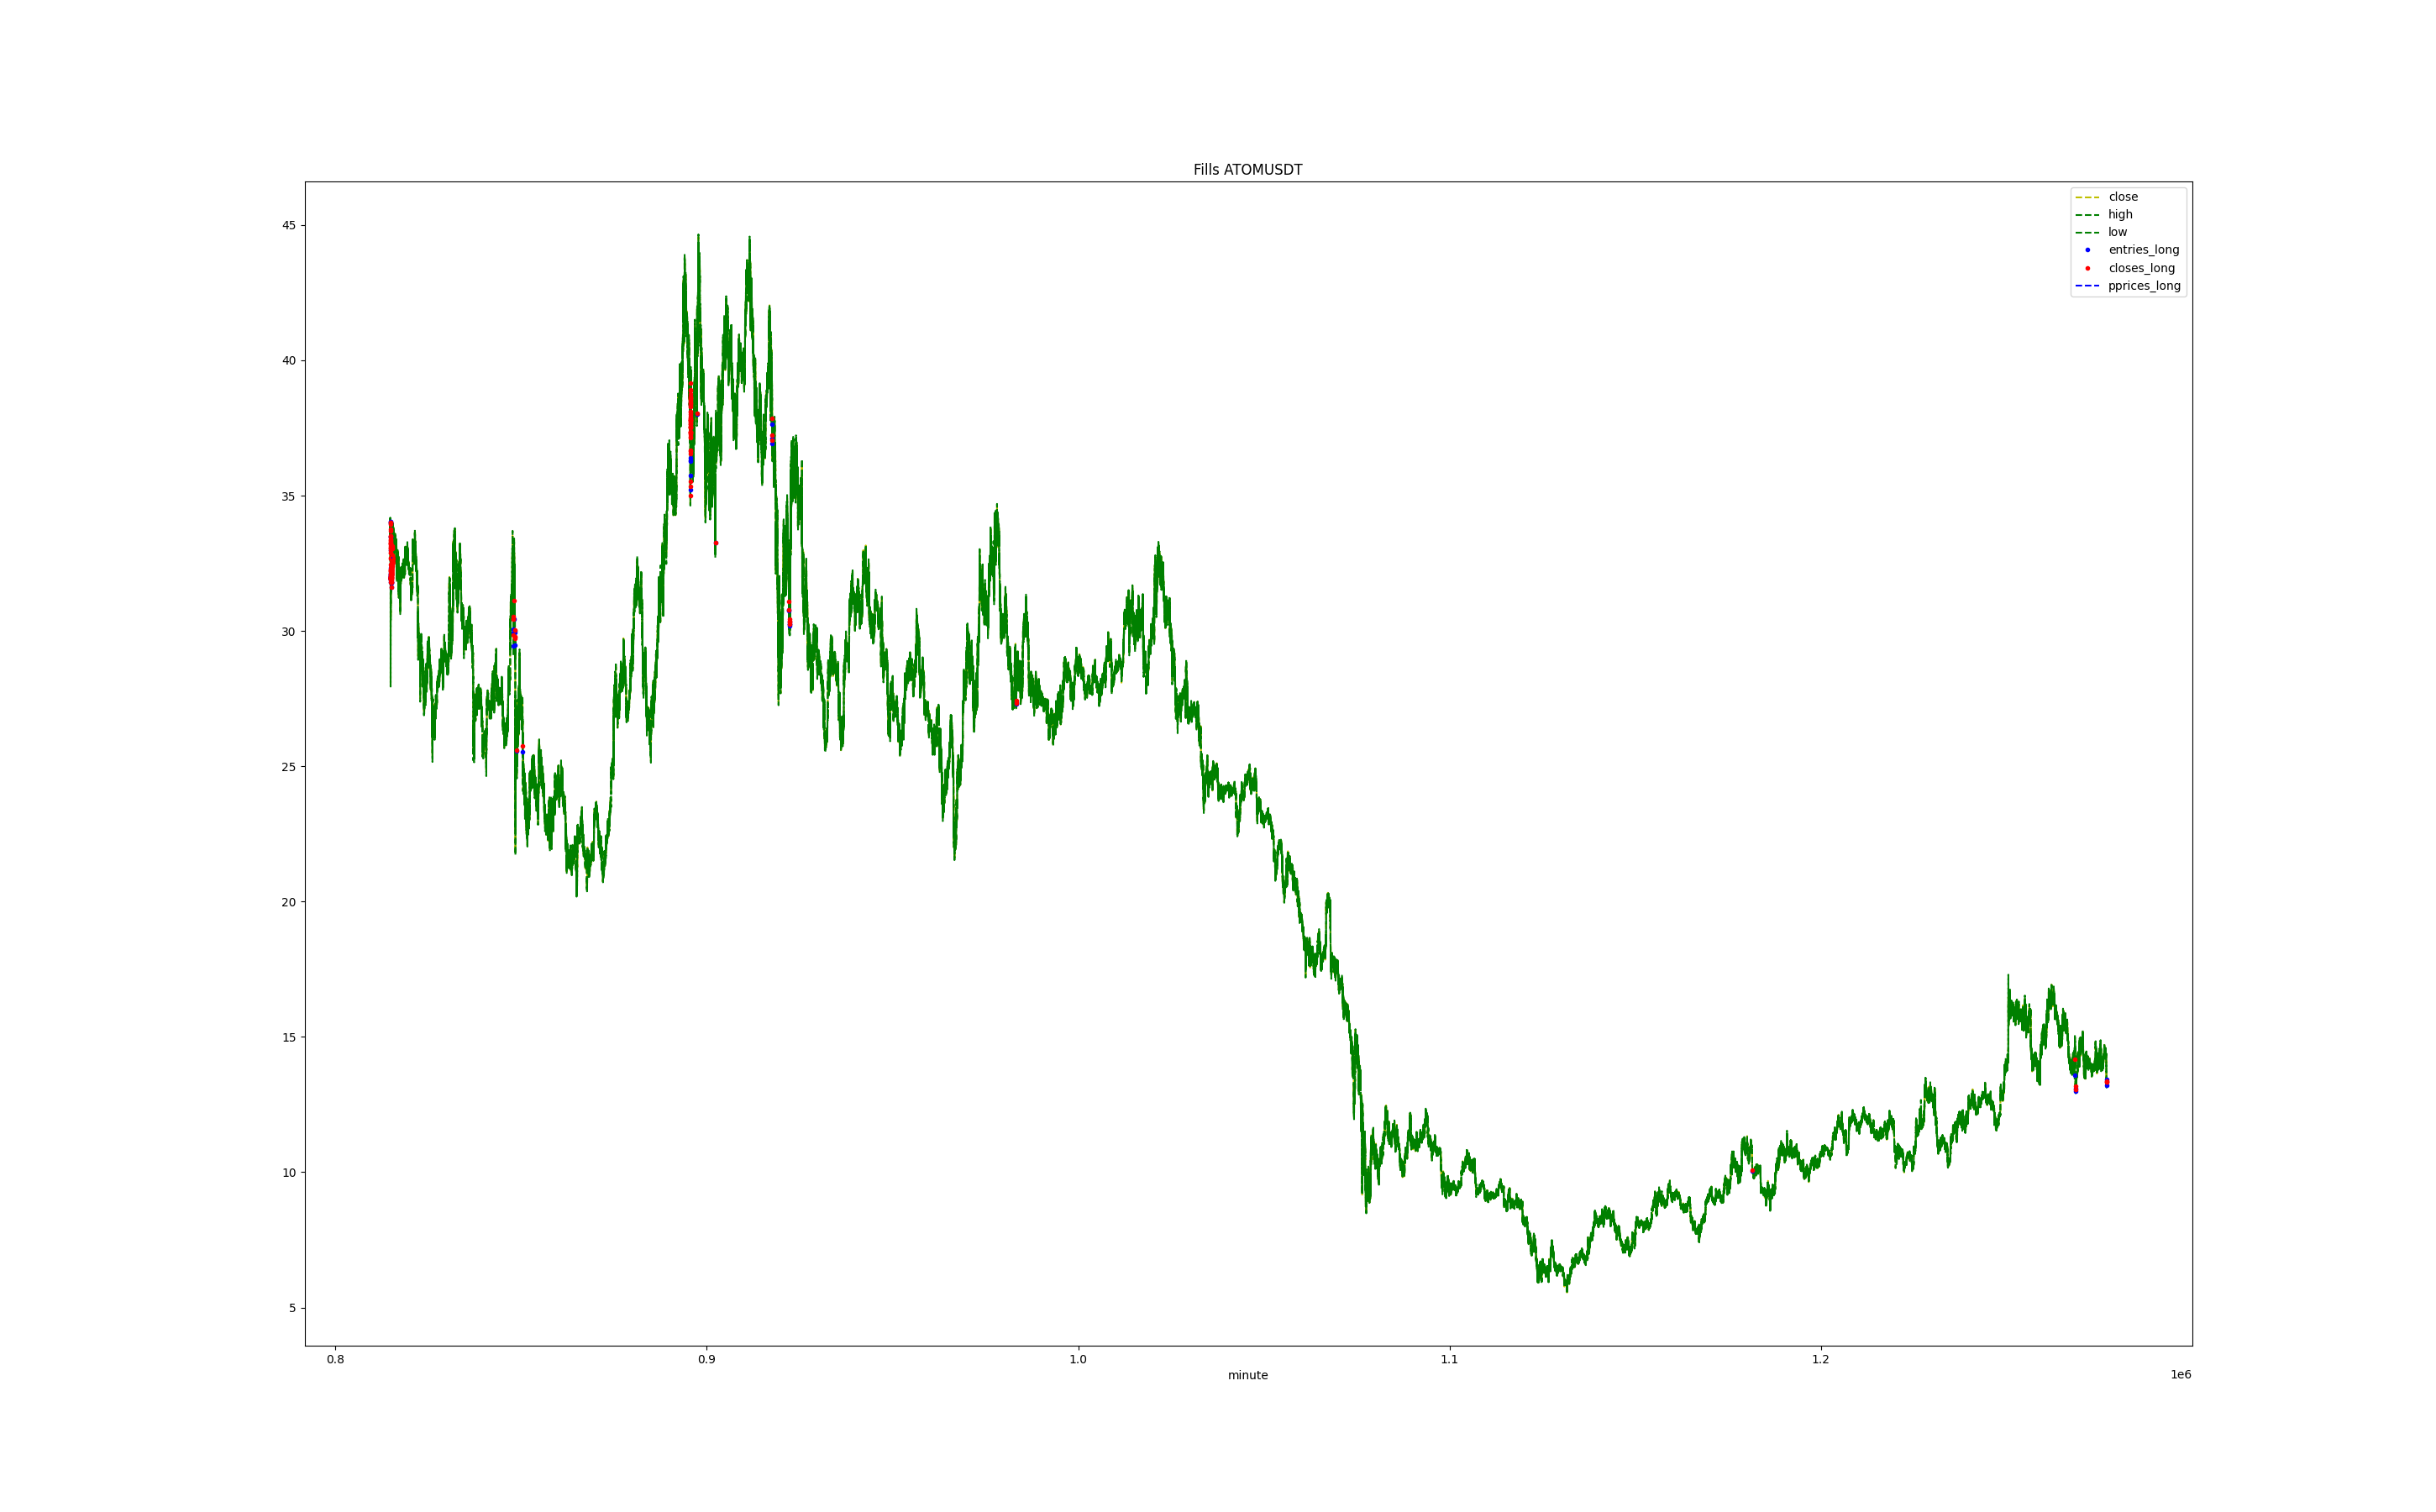 Fills ATOMUSDT
close
high
low
entries_long
closes_long
pprices_long
45
40
35
30
25
20
15
10
5
0.8 0.9 1.0 1.1 1.2
minute
1e6